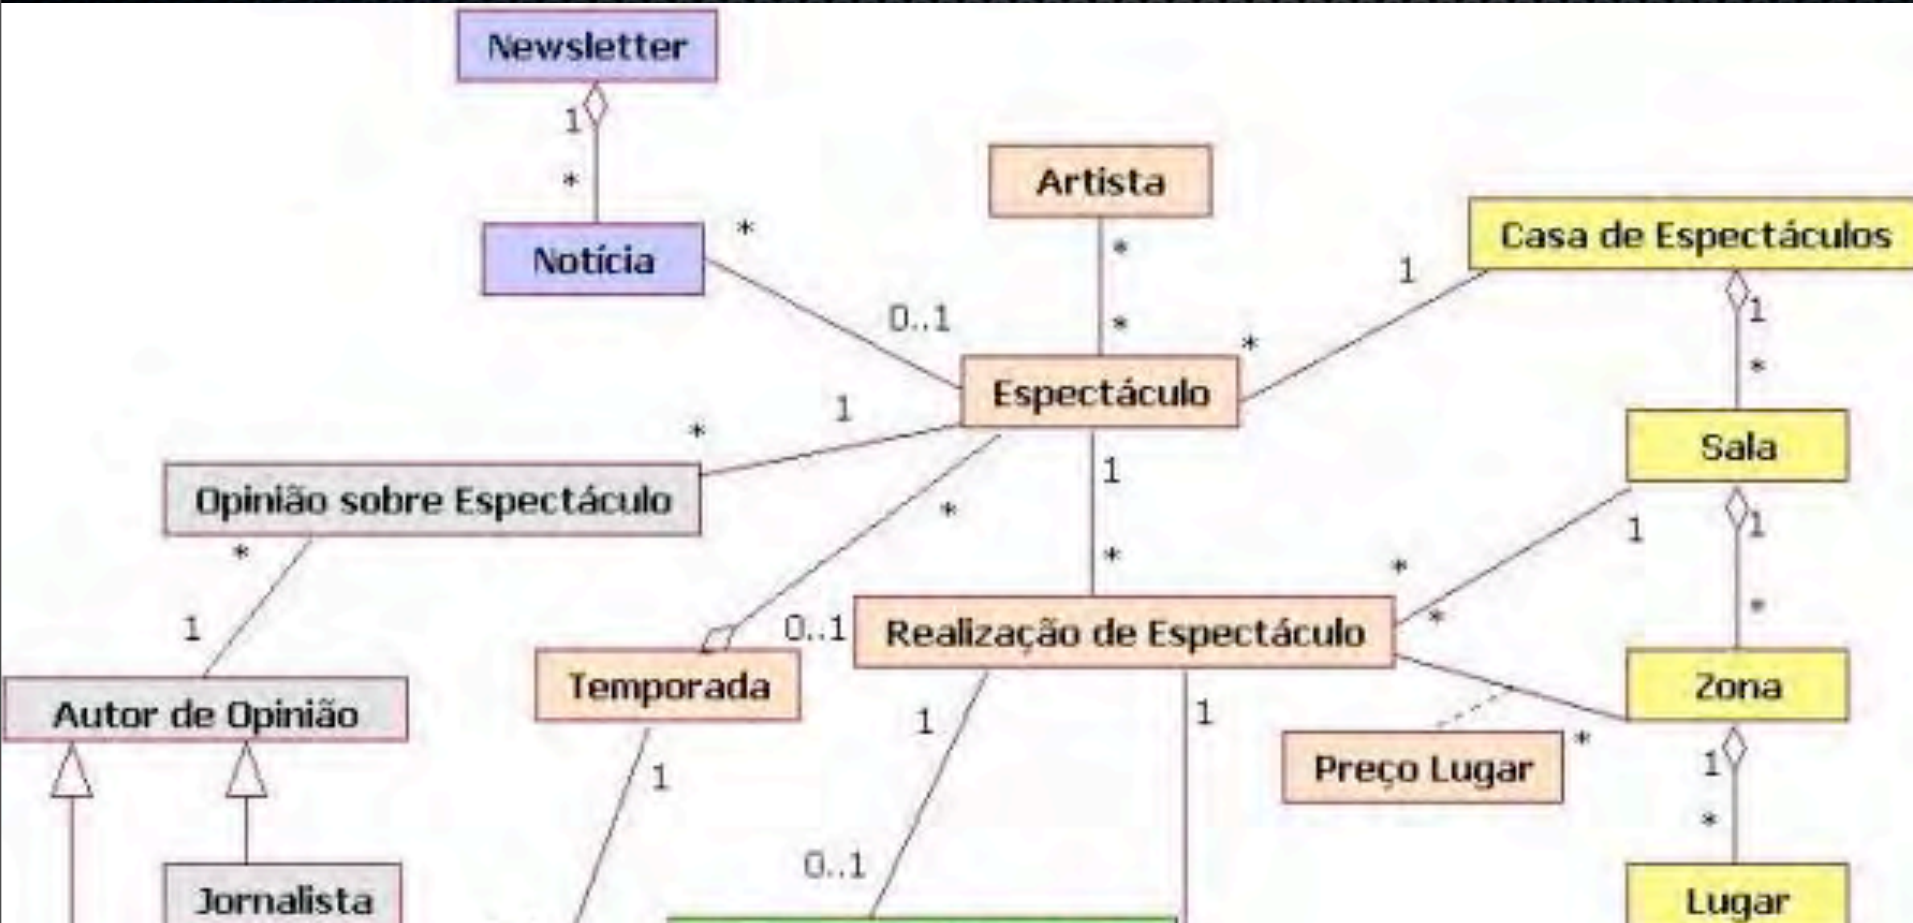 Newsletter
1
*
Notícia
*
Artista
*
*
Casa de Espectáculos
1
*
0..1
1
*
Espectáculo
Sala
1
*
Opinião sobre Espectáculo
*
1
*
1
*
1
*
1
*
*
1
0..1
Realização de Espectáculo
Zona
Temporada
Autor de Opinião
1
1
1
Preço Lugar
*
1
*
0..1
Jornalista
Lugar